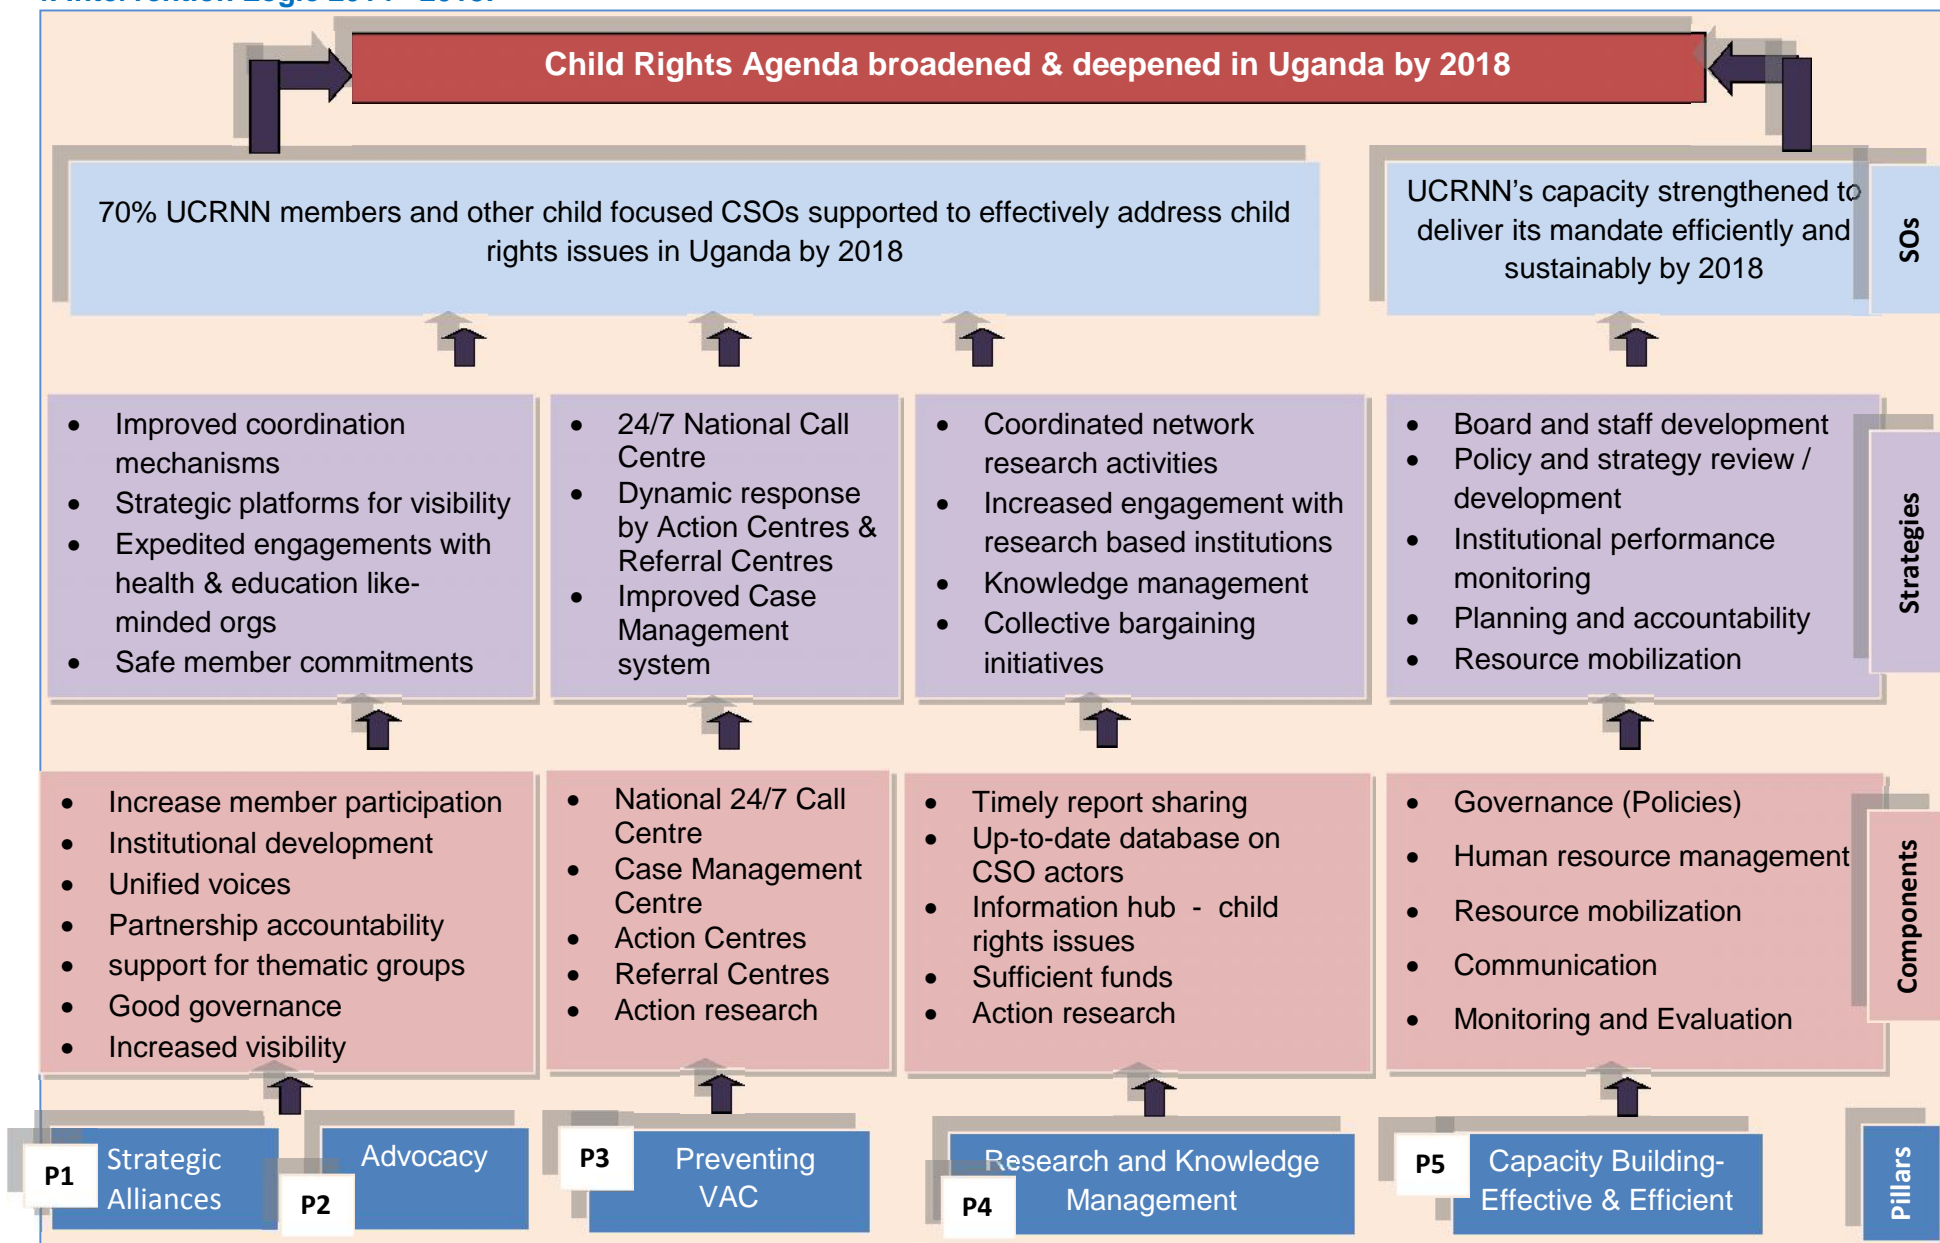 Child Rights Agenda broadened & deepened in Uganda by 2018
70% UCRNN members and other child focused CSOs supported to effectively address child
rights issues in Uganda by 2018
UCRNN’s capacity strengthened to
deliver its mandate efficiently and
sustainably by 2018
SOs
• Improved coordination
mechanisms
• Strategic platforms for visibility
• Expedited engagements with
health & education like-
minded orgs
• Safe member commitments
• 24/7 National Call
Centre
• Dynamic response
by Action Centres &
Referral Centres
• Improved Case
Management
system
• Coordinated network
research activities
• Increased engagement with
research based institutions
• Knowledge management
• Collective bargaining
initiatives
• Board and staff development
• Policy and strategy review /
development
• Institutional performance
monitoring
• Planning and accountability
• Resource mobilization
Strategies
• Increase member participation
• Institutional development
• Unified voices
• Partnership accountability
• support for thematic groups
• Good governance
• Increased visibility
• National 24/7 Call
Centre
• Case Management
Centre
• Action Centres
• Referral Centres
• Action research
• Timely report sharing
• Up-to-date database on
CSO actors
• Information hub - child
rights issues
• Sufficient funds
• Action research
• Governance (Policies)
• Human resource management
• Resource mobilization
• Communication
• Monitoring and Evaluation
Components
P1
Strategic
Alliances
P2
Advocacy
P3
Preventing
VAC
P4
Research and Knowledge
Management
P5
Capacity Building-
Effective & Efficient
Pillars